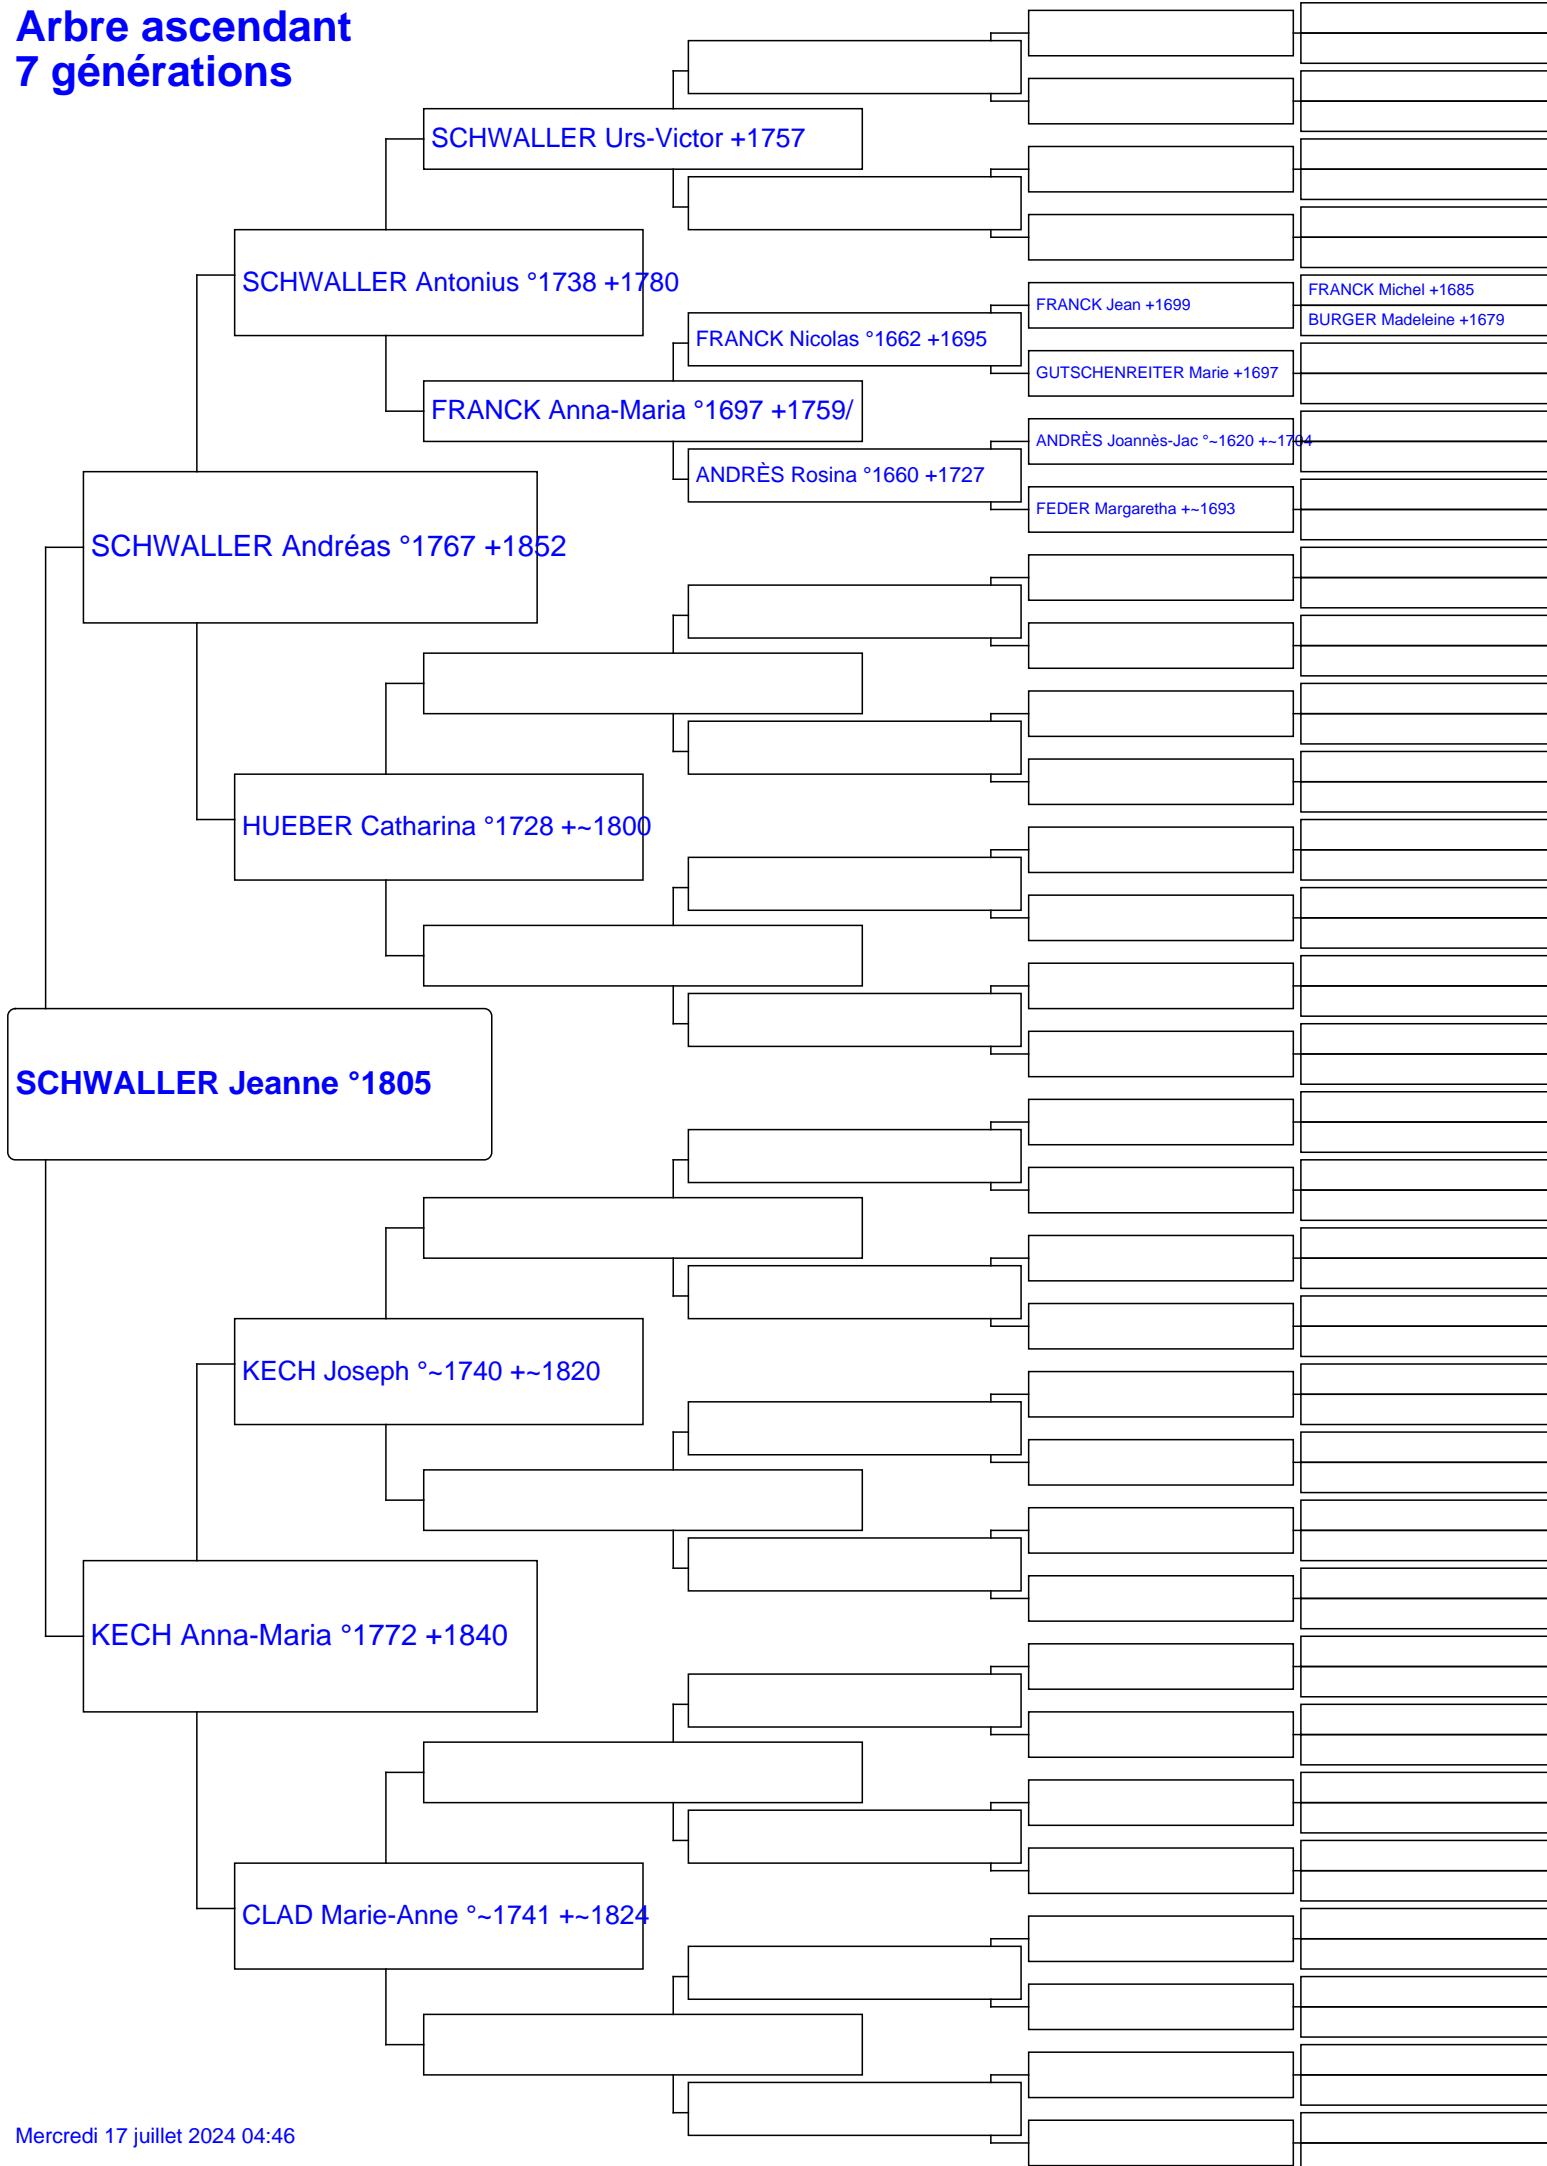 Arbre ascendant
7 générations
SCHWALLER Urs-Victor +1757
SCHWALLER Antonius °1738 +1780
FRANCK Michel +1685
FRANCK Jean +1699
BURGER Madeleine +1679
FRANCK Nicolas °1662 +1695
GUTSCHENREITER Marie +1697
FRANCK Anna-Maria °1697 +1759/
ANDRÈS Joannès-Jac °~1620 +~1704
ANDRÈS Rosina °1660 +1727
FEDER Margaretha +~1693
SCHWALLER Andréas °1767 +1852
HUEBER Catharina °1728 +~1800
SCHWALLER Jeanne °1805
KECH Joseph °~1740 +~1820
KECH Anna-Maria °1772 +1840
CLAD Marie-Anne °~1741 +~1824
Mercredi 17 juillet 2024 04:46